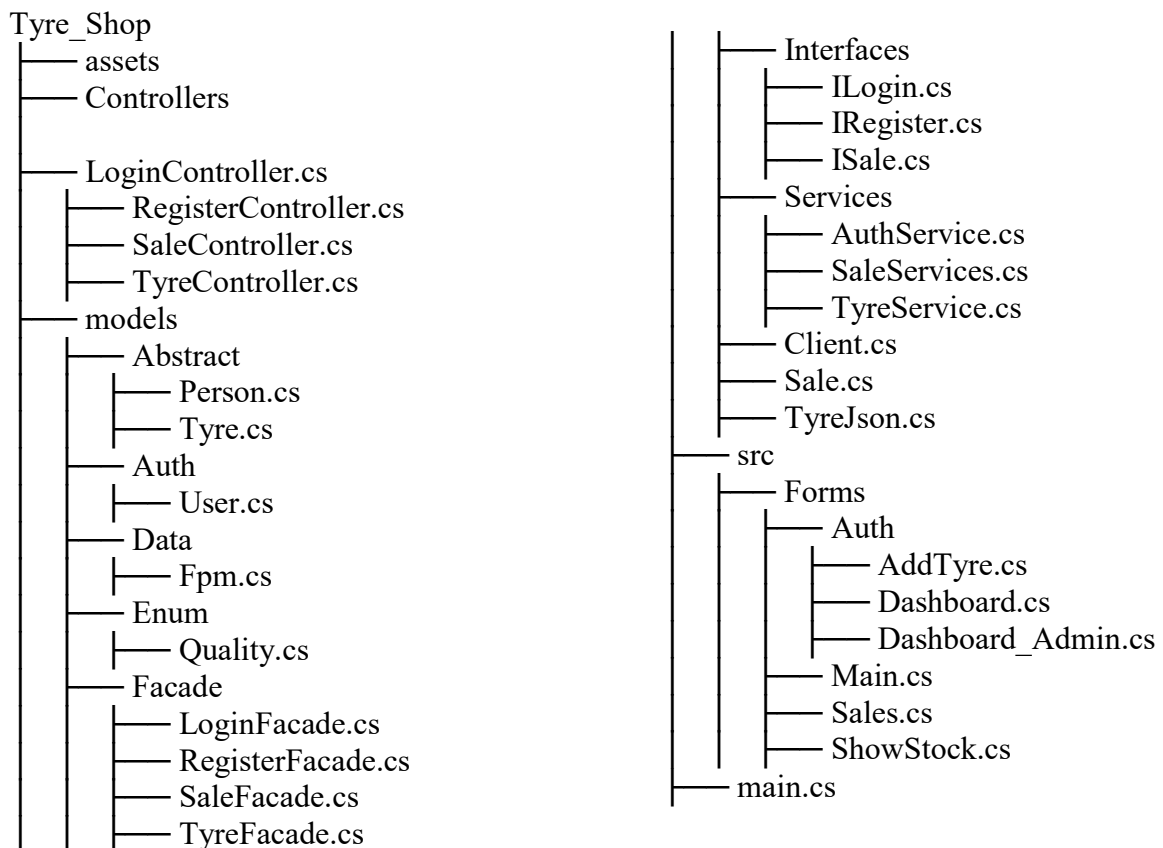 Tyre_Shop
assets
Controllers
LoginController.cs
RegisterController.cs
SaleController.cs
TyreController.cs
models
Abstract
Person.cs
Tyre.cs
Auth
User.cs
Data
Fpm.cs
Enum
Quality.cs
Facade
LoginFacade.cs
RegisterFacade.cs
SaleFacade.cs
TyreFacade.cs
Interfaces
ILogin.cs
IRegister.cs
ISale.cs
Services
AuthService.cs
SaleServices.cs
TyreService.cs
Client.cs
Sale.cs
TyreJson.cs
src
Forms
Auth
AddTyre.cs
Dashboard.cs
Dashboard_Admin.cs
Main.cs
Sales.cs
ShowStock.cs
main.cs